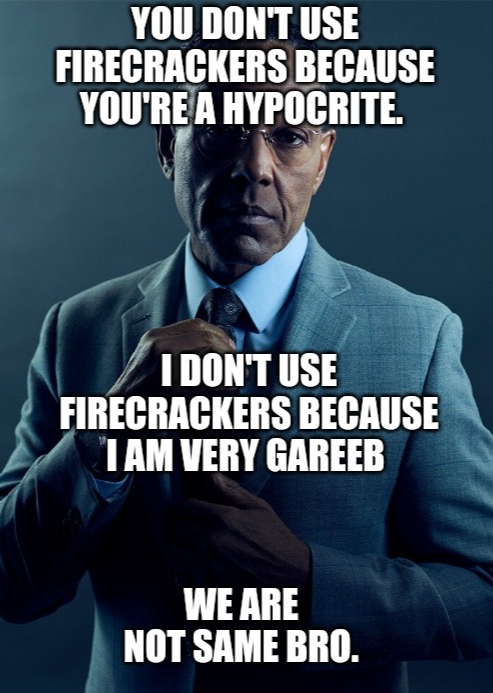 YOU DON'T USE
FIRECRACKERS BECAUSE
YOU'RE A HYPOCRITE.
I DON'T USE
FIRECRACKERS BECAUSE
I AM VERY GAREEB
WE ARE
NOT SAME BRO.